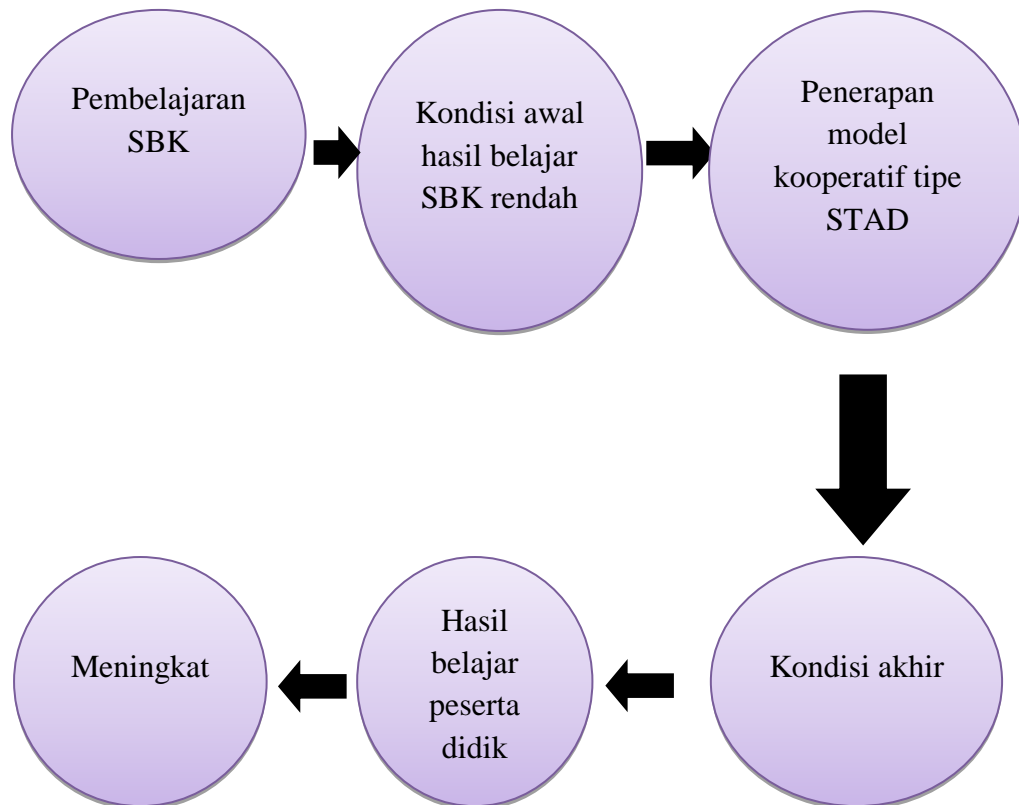 Pembelajaran
SBK
Kondisi awal
hasil belajar
SBK rendah
Penerapan
model
kooperatif tipe
STAD
Kondisi akhir
Hasil
belajar
peserta
didik
Meningkat